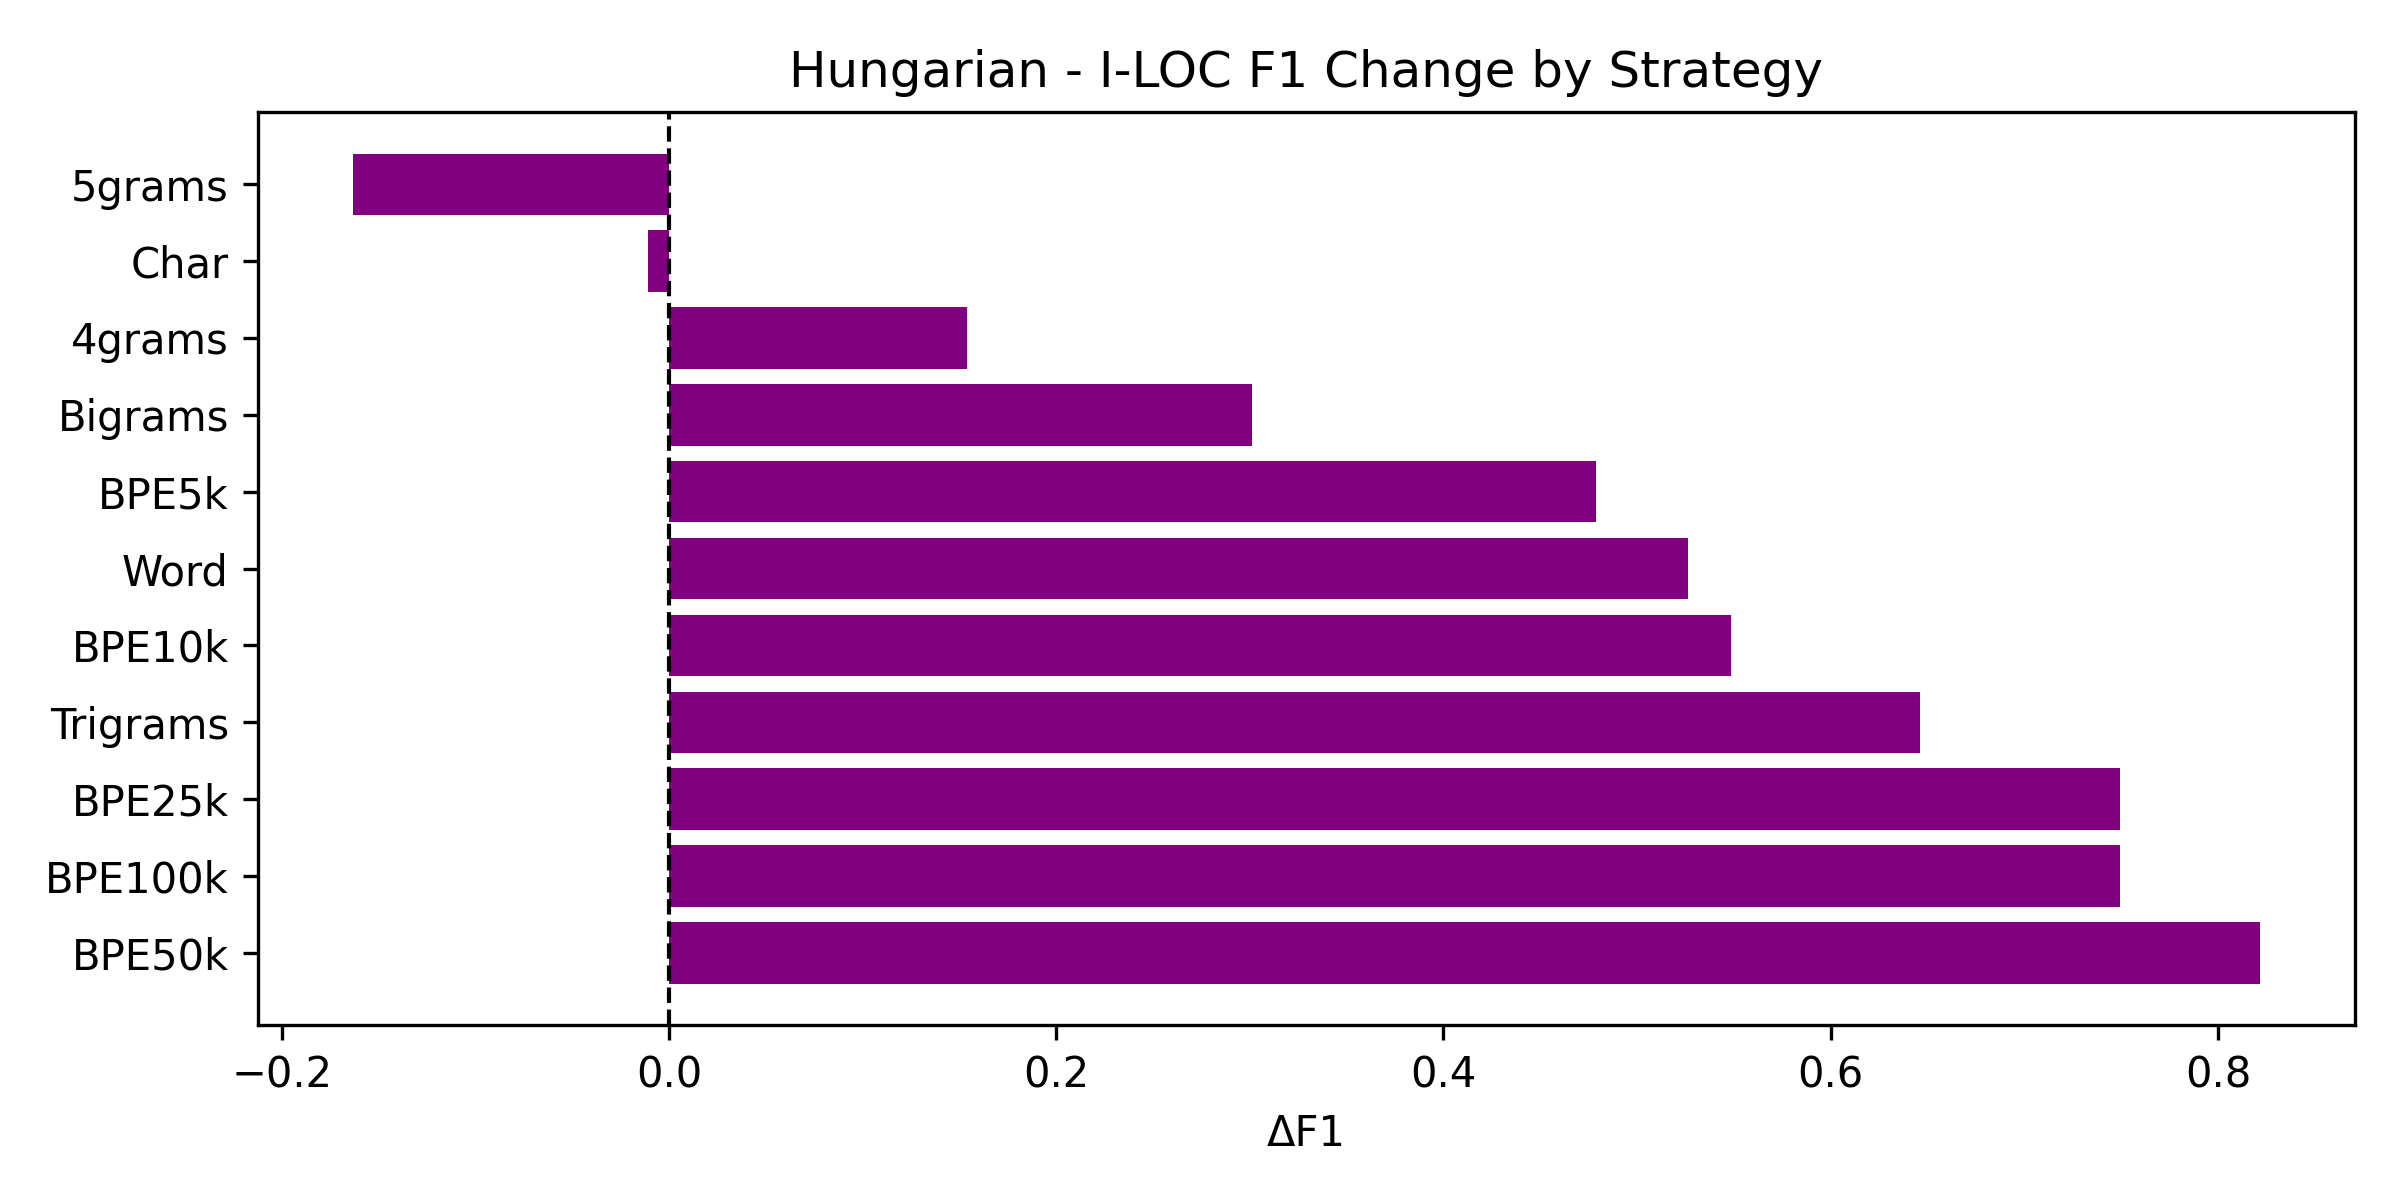 Hungarian - I-LOC F1 Change by Strategy
5grams
Char
4grams
Bigrams
BPE5k
Word
BPE10k
Trigrams
BPE25k
BPE100k
BPE50k
−0.2 0.0 0.2 0.4 0.6 0.8
ΔF1